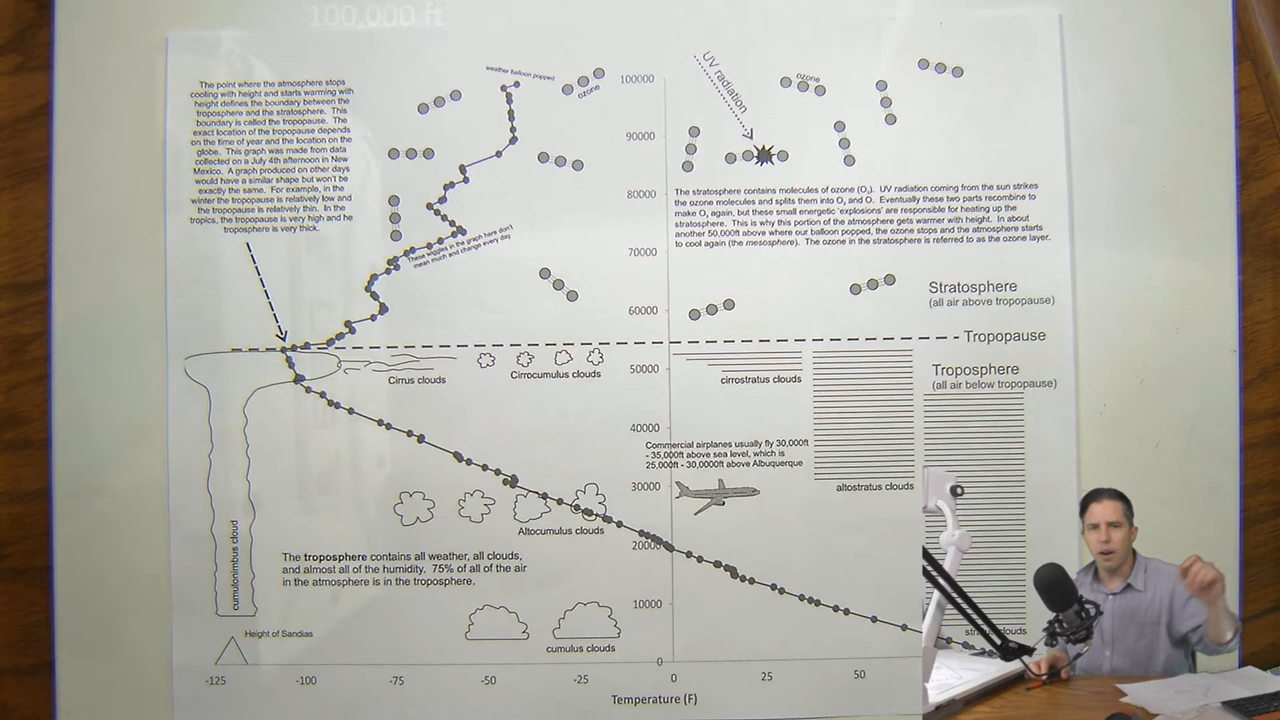 100,000 ft
The point where the atmosphere stops
cooling with height and starts warming with
height defines the boundary between the
troposphere and the stratosphere. This
boundary is called the tropopause. The
exact location of the tropopause depends
on the time of year and the location on the
globe. This graph was made from data
collected on a July 4th afternoon in New
Mexico. A graph produced on other days
would have a similar shape but won't be
exactly the same. For example, in the
winter the tropopause is relatively low and
the tropopause is relatively thin. In the
tropics, the tropopause is very high and he
troposphere is very thick.
weather balloon popped
ozone
These wiggles in the graph here don't
mean much and change every day
100000
90000
80000
70000
60000
50000
40000
30000
20000
10000
0
UV radiation
ozone
The stratosphere contains molecules of ozone (O₃). UV radiation coming from the sun strikes
the ozone molecules and splits them into O₂ and O. Eventually these two parts recombine to
make O₃ again, but these small energetic 'explosions' are responsible for heating up the
stratosphere. This is why this portion of the atmosphere gets warmer with height. In about
another 50,000ft above where our balloon popped, the ozone stops and the atmosphere starts
to cool again (the mesosphere). The ozone in the stratosphere is referred to as the ozone layer.
Stratosphere
(all air above tropopause)
Tropopause
Troposphere
(all air below tropopause)
Cirrus clouds
Cirrocumulus clouds
cirrostratus clouds
Commercial airplanes usually fly 30,000ft
- 35,000ft above sea level, which is
25,000ft - 30,0000ft above Albuquerque
altostratus clouds
Altocumulus clouds
The troposphere contains all weather, all clouds,
and almost all of the humidity. 75% of all of the air
in the atmosphere is in the troposphere.
cumulonimbus cloud
Height of Sandias
cumulus clouds
clouds
-125
-100
-75
-50
-25
0
25
50
Temperature (F)